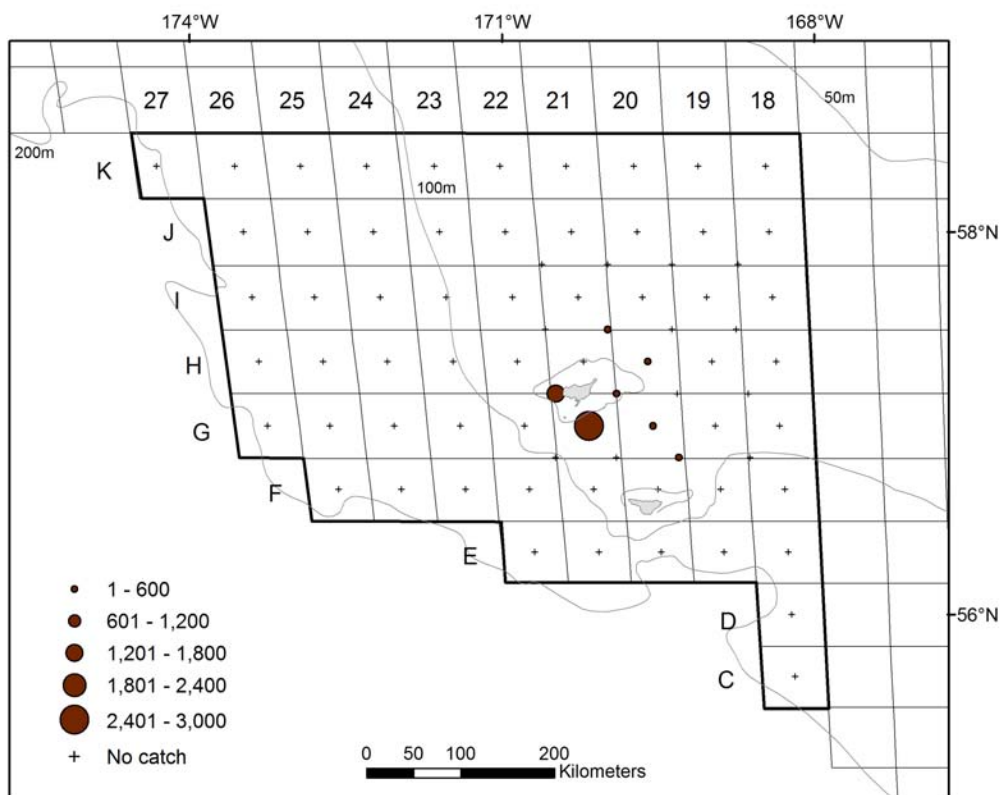 174°W 171°W 168°W
27 26 25 24 23 22 21 20 19 18
50m
200m
K
100m
J
58°N
I
H
G
F
E
1 - 600
601 - 1,200
D
56°N
1,201 - 1,800
C
1,801 - 2,400
2,401 - 3,000
No catch
0 50 100 200
Kilometers